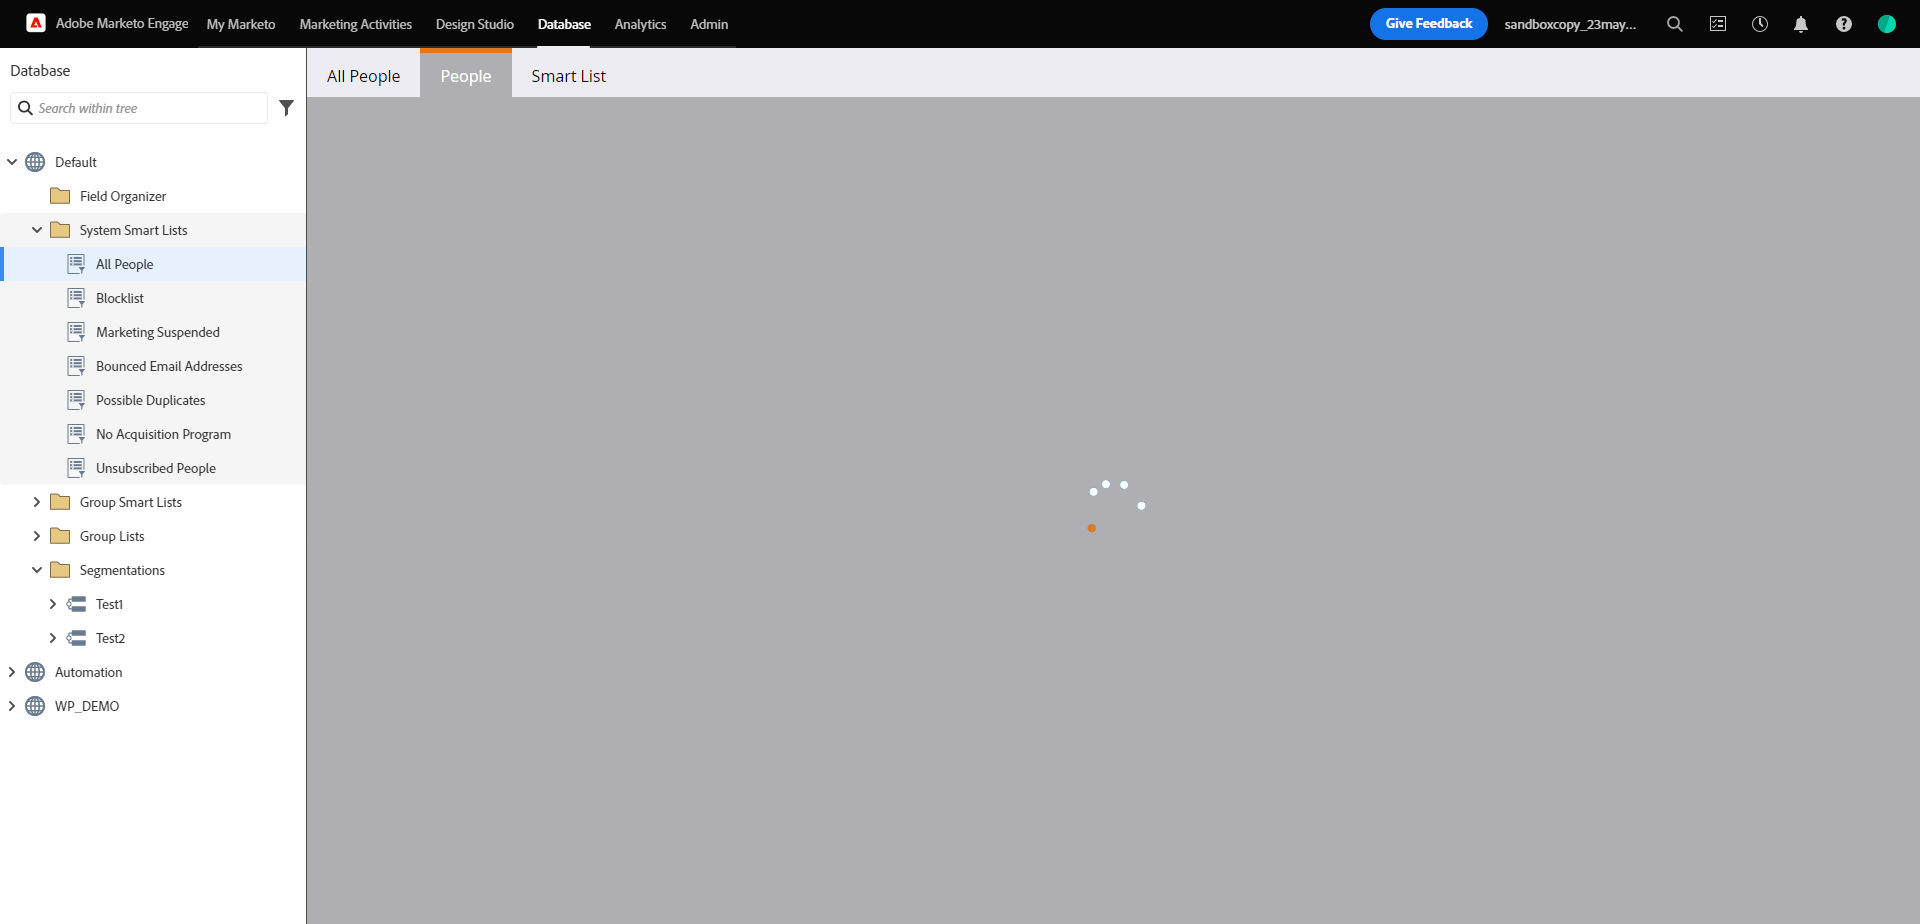 Adobe Marketo Engage
My Marketo
Marketing Activities
Design Studio
Database
Analytics
Admin
Give Feedback
sandboxcopy_23may...
Database
Search within tree
All People
People
Smart List
Default
Field Organizer
System Smart Lists
All People
Blocklist
Marketing Suspended
Bounced Email Addresses
Possible Duplicates
No Acquisition Program
Unsubscribed People
Group Smart Lists
Group Lists
Segmentations
Test1
Test2
Automation
WP_DEMO